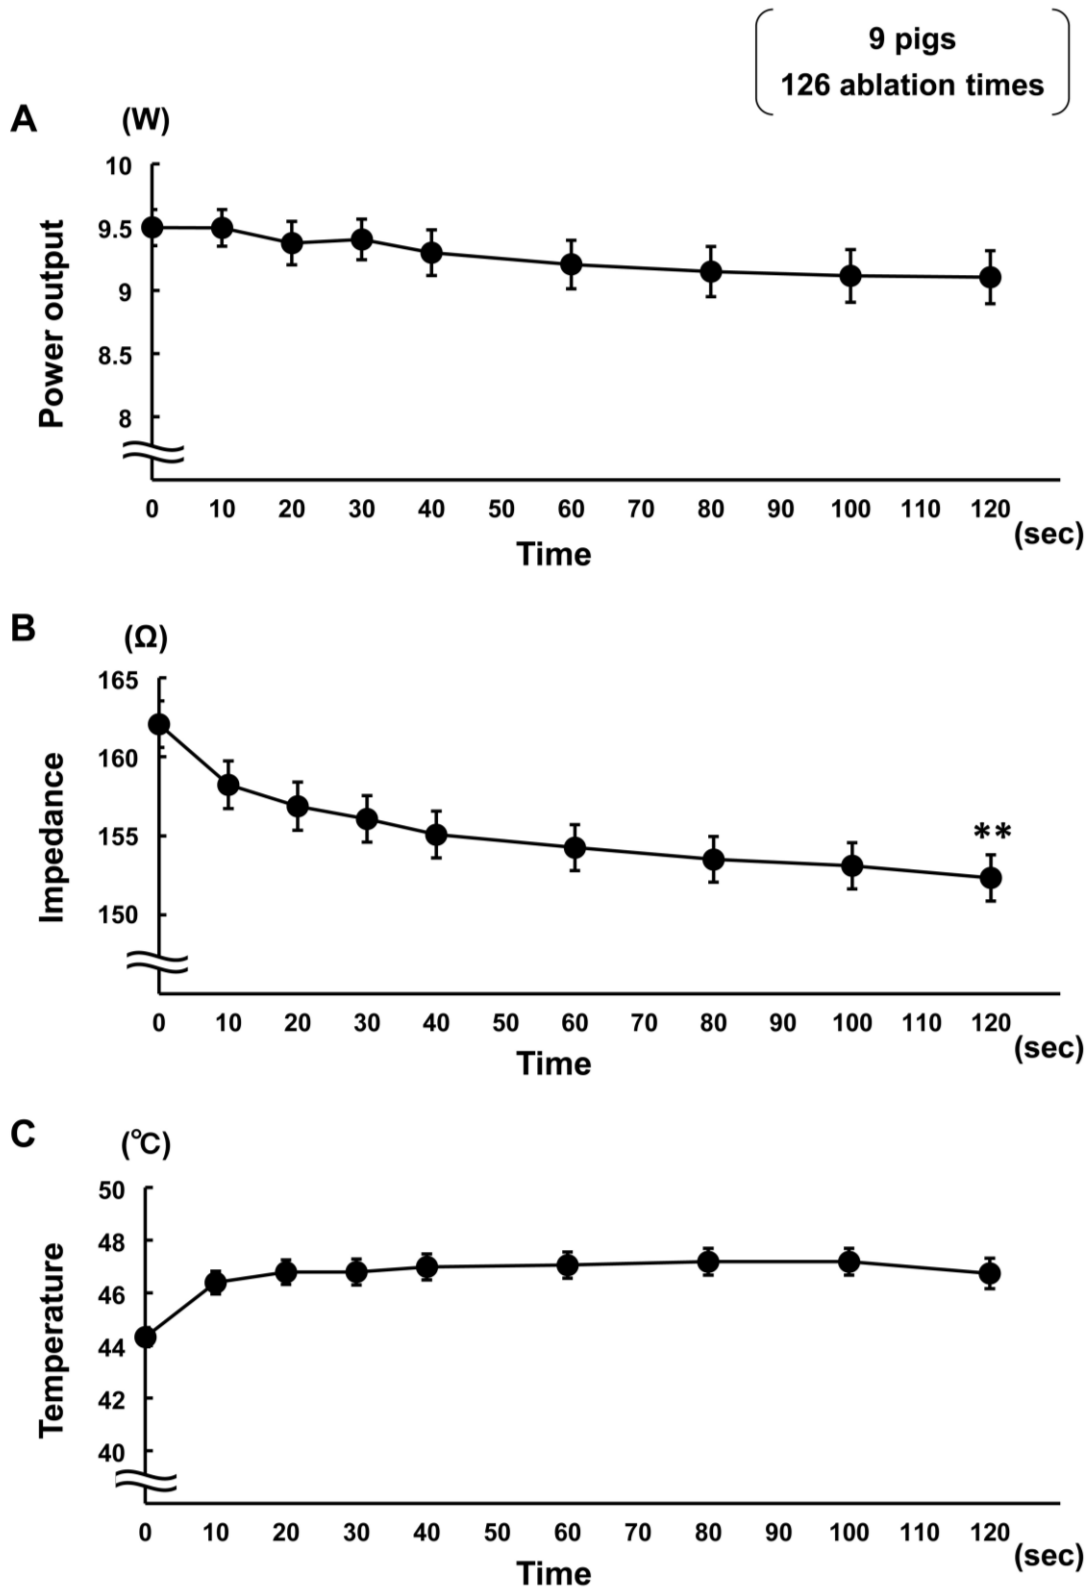 9 pigs
126 ablation times
A
(W)
Power output
10
9.5
9
8.5
8
0 10 20 30 40 50 60 70 80 90 100 110 120
(sec)
Time
B
(Ω)
Impedance
165
160
155
150
**
0 10 20 30 40 50 60 70 80 90 100 110 120
(sec)
Time
C
(℃)
Temperature
50
48
46
44
42
40
0 10 20 30 40 50 60 70 80 90 100 110 120
(sec)
Time